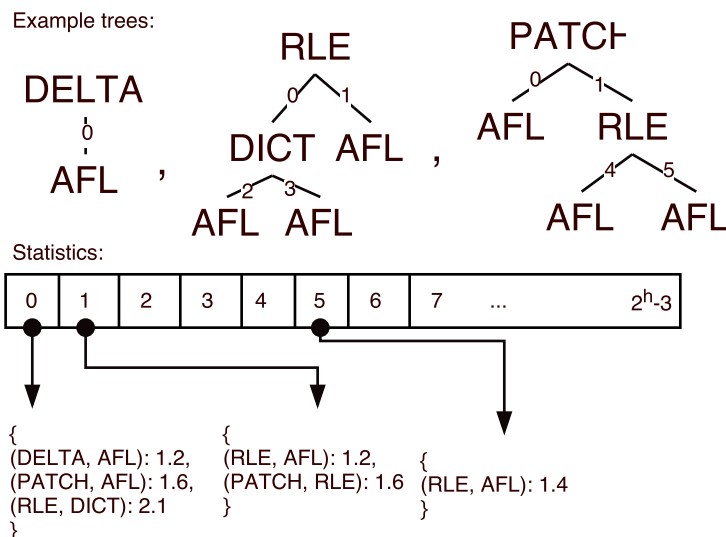 Example trees:
DELTA
0
AFL
,
RLE
0 1
DICT AFL
2 3
AFL AFL
,
PATCH
0 1
AFL RLE
4 5
AFL AFL
Statistics:
0 1 2 3 4 5 6 7 ... 2^h-3
{
(DELTA, AFL): 1.2,
(PATCH, AFL): 1.6,
(RLE, DICT): 2.1
}
{
(RLE, AFL): 1.2,
(PATCH, RLE): 1.6
}
{
(RLE, AFL): 1.4
}